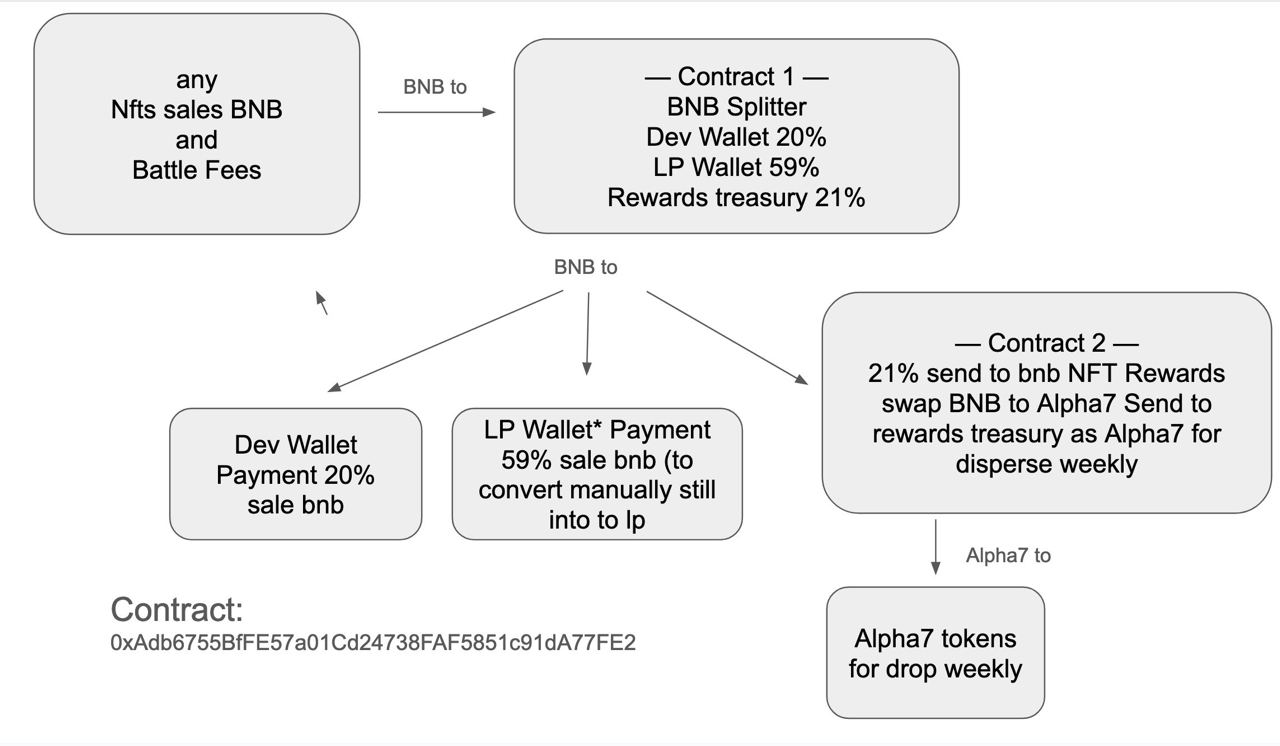 any
Nfts sales BNB
and
Battle Fees
BNB to
— Contract 1 —
BNB Splitter
Dev Wallet 20%
LP Wallet 59%
Rewards treasury 21%
BNB to
Dev Wallet
Payment 20%
sale bnb
LP Wallet* Payment
59% sale bnb (to
convert manually still
into to lp
— Contract 2 —
21% send to bnb NFT Rewards
swap BNB to Alpha7 Send to
rewards treasury as Alpha7 for
disperse weekly
Alpha7 to
Alpha7 tokens
for drop weekly
Contract:
0xAdb6755BfFE57a01Cd24738FAF5851c91dA77FE2